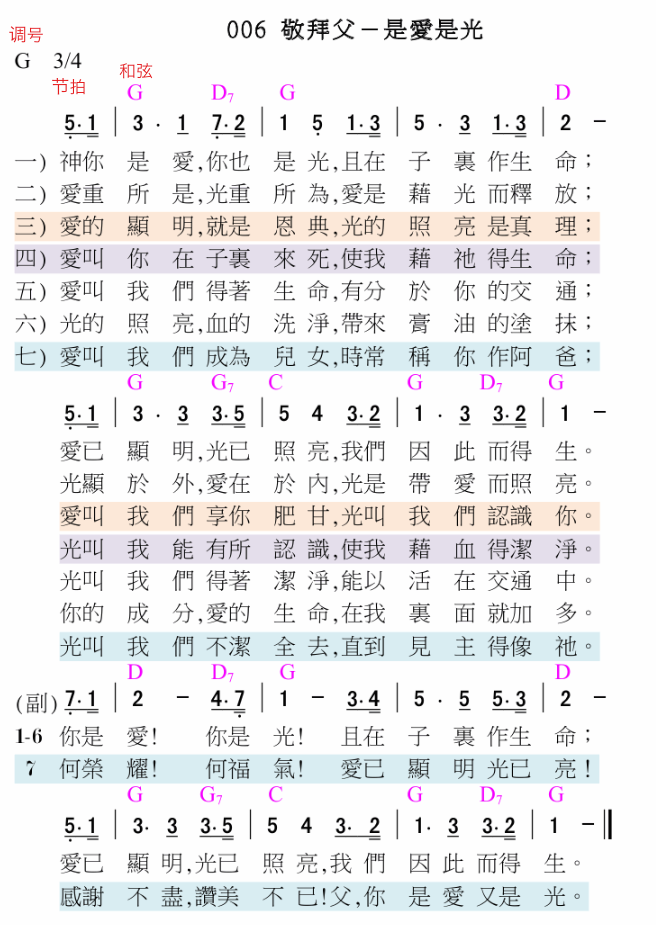 006 敬拜父－是愛是光
调号
G 3/4
节拍 和弦
G D7 G D
5·1 | 3 · 1 7·2 | 1 5 1·3 | 5 · 3 1·3 | 2 －
一) 神你 是 愛,你也 是 光,且在 子 裏 作生 命；
二) 愛重 所 是,光重 所 為,愛是 藉 光 而釋 放；
三) 愛的 顯 明,就是 恩 典,光的 照 亮 是真 理；
四) 愛叫 你 在 子裏 來 死,使我 藉 祂 得生 命；
五) 愛叫 我 們 得著 生 命,有分 於 你 的交 通；
六) 光的 照 亮,血的 洗 淨,帶來 膏 油 的塗 抹；
七) 愛叫 我 們 成為 兒 女,時常 稱 你 作阿 爸；
G G7 C G D7 G
5·1 | 3 · 3 3·5 | 5 4 3·2 | 1 · 3 3·2 | 1 －
愛已 顯 明,光已 照 亮,我們 因 此 而得 生。
光顯 於 外,愛在 於 內,光是 帶 愛 而照 亮。
愛叫 我 們 享你 肥 甘,光叫 我 們 認識 你。
光叫 我 能 有所 認 識,使我 藉 血 得潔 淨。
光叫 我 們 得著 潔 淨,能以 活 在 交通 中。
你的 成 分,愛的 生 命,在我 裏 面 就加 多。
光叫 我 們 不潔 全 去,直到 見 主 得像 祂。
D D7 G D
(副) 7·1 | 2 － 4·7 | 1 － 3·4 | 5 · 5 5·3 | 2 －
1-6 你是 愛! 你是 光! 且在 子 裏 作生 命；
7 何榮 耀! 何福 氣! 愛已 顯 明 光已 亮!
G G7 C G D7 G
5·1 | 3· 3 3·5 | 5 4 3· 2 | 1· 3 3·2 | 1 －‖
愛已 顯 明,光已 照 亮,我 們 因 此 而得 生。
感謝 不 盡,讚美 不 已!父,你 是 愛 又是 光。